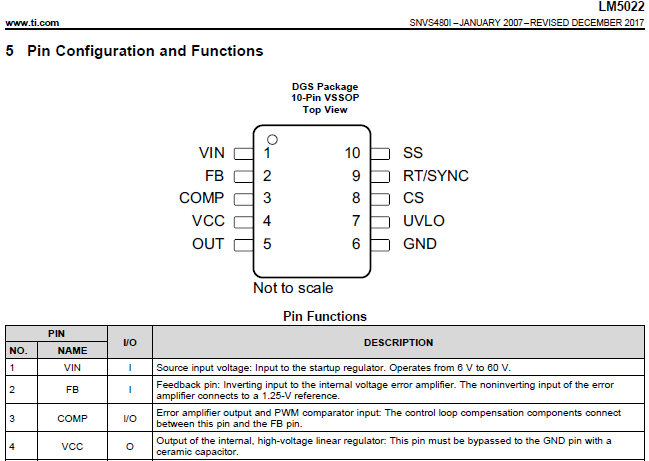 LM5022
www.ti.com
SNVS480I – JANUARY 2007 – REVISED DECEMBER 2017
5 Pin Configuration and Functions
DGS Package
10-Pin VSSOP
Top View
VIN 1 10 SS
FB 2 9 RT/SYNC
COMP 3 8 CS
VCC 4 7 UVLO
OUT 5 6 GND
Not to scale
Pin Functions
PIN
I/O
DESCRIPTION
NO. NAME
1 VIN I Source input voltage: Input to the startup regulator. Operates from 6 V to 60 V.
2 FB I Feedback pin: Inverting input to the internal voltage error amplifier. The noninverting input of the error
amplifier connects to a 1.25-V reference.
3 COMP I/O Error amplifier output and PWM comparator input: The control loop compensation components connect
between this pin and the FB pin.
4 VCC O Output of the internal, high-voltage linear regulator: This pin must be bypassed to the GND pin with a
ceramic capacitor.